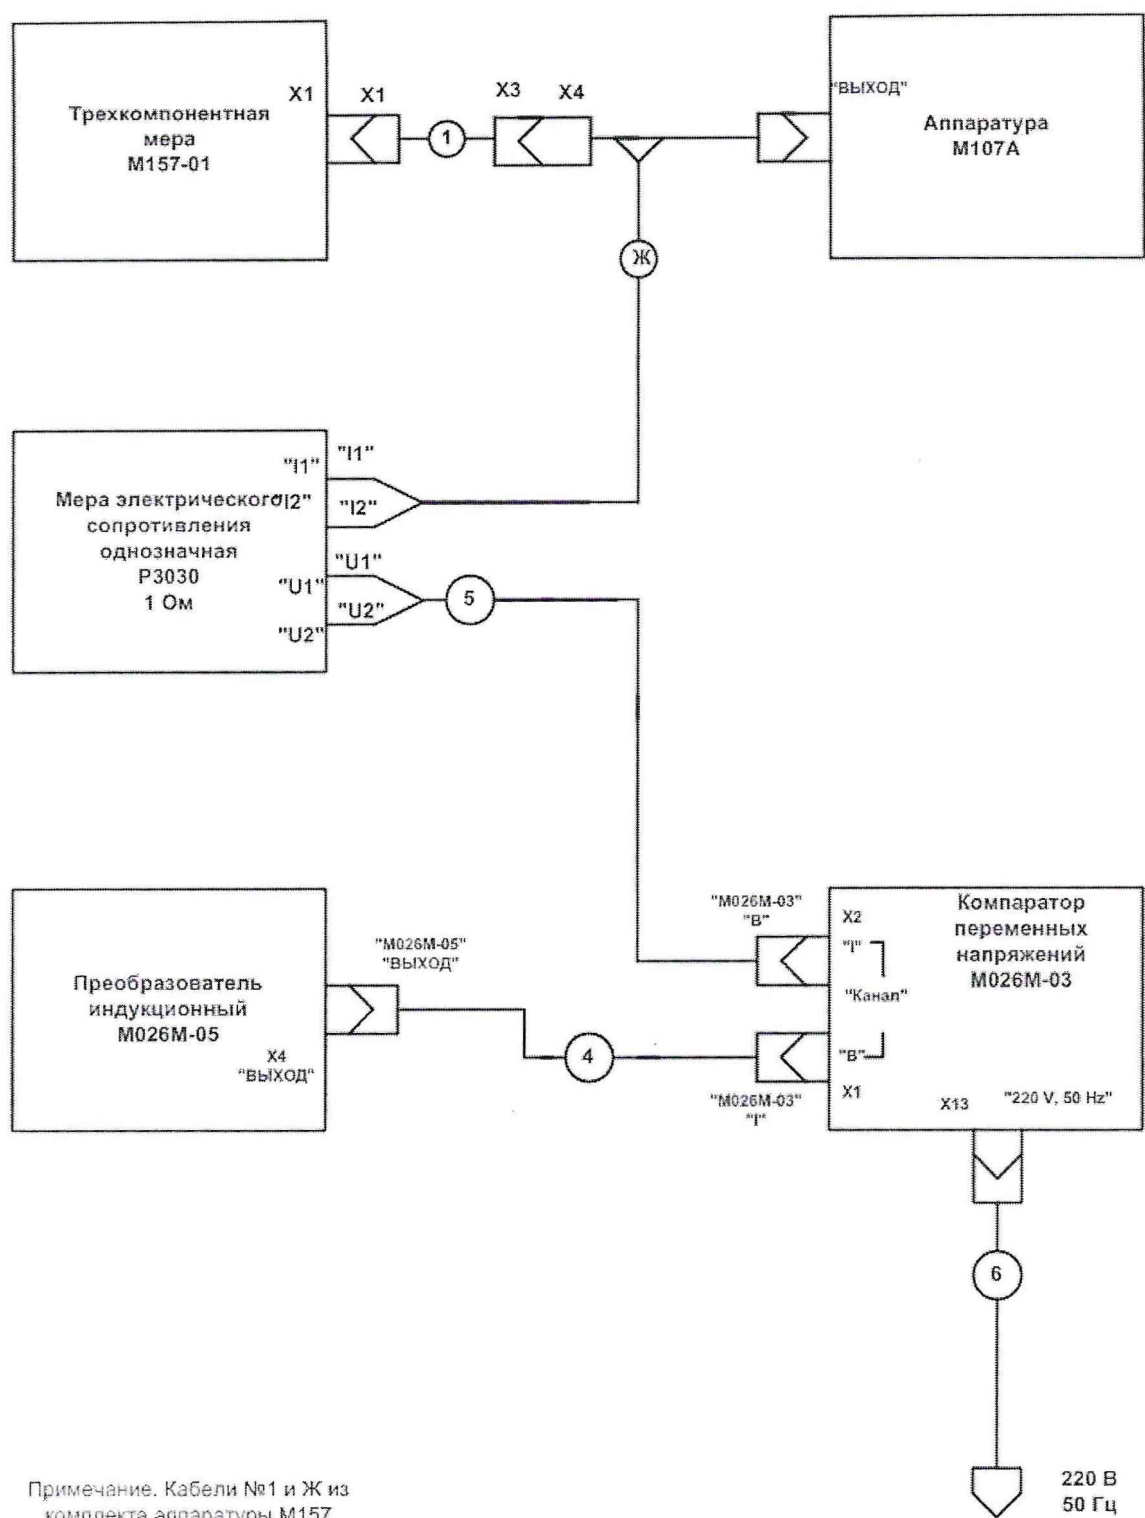 Трехкомпонентная
мера
М157-01
X1
X1
1
X3
X4
"ВЫХОД"
Аппаратура
М107А
Ж
Мера электрического
сопротивления
однозначная
Р3030
1 Ом
"I1"
"I1"
"I2"
"I2"
"U1"
"U1"
"U2"
"U2"
5
Преобразователь
индукционный
М026М-05
X4
"ВЫХОД"
"М026М-05"
"ВЫХОД"
4
"М026М-03"
"В"
"М026М-03"
"I"
X2
"I"
"Канал"
"В"
X1
Компаратор
переменных
напряжений
М026М-03
X13
"220 V, 50 Hz"
6
220 В
50 Гц
Примечание. Кабели №1 и Ж из
комплекта аппаратуры М157